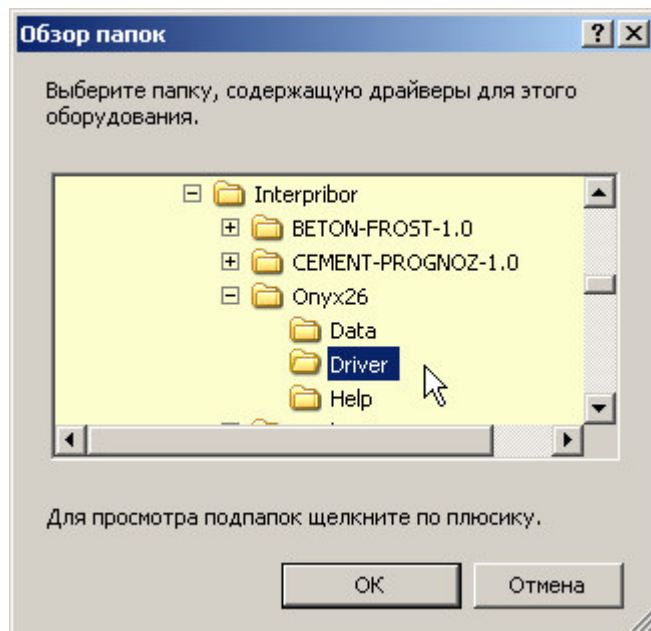 Обзор папок
Выберите папку, содержащую драйверы для этого
оборудования.
Interpribor
BETON-FROST-1.0
CEMENT-PROGNOZ-1.0
Onyx26
Data
Driver
Help
Для просмотра подпапок щелкните по плюсику.
ОК
Отмена